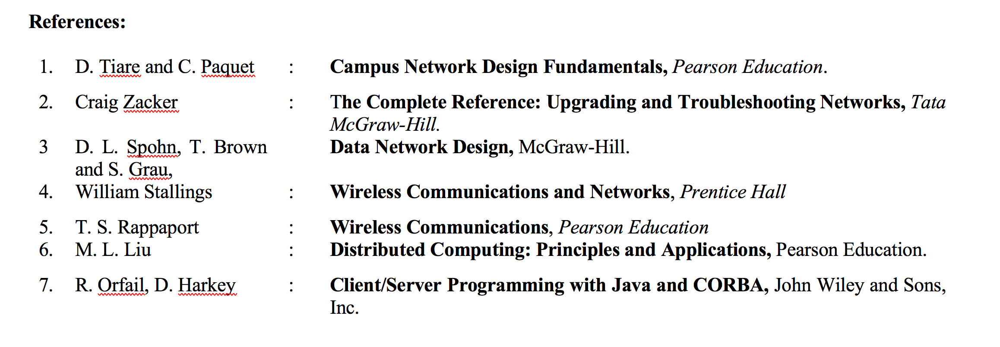 References:
1. D. Tiare and C. Paquet : Campus Network Design Fundamentals, Pearson Education.
2. Craig Zacker : The Complete Reference: Upgrading and Troubleshooting Networks, Tata
McGraw-Hill.
3 D. L. Spohn, T. Brown Data Network Design, McGraw-Hill.
and S. Grau,
4. William Stallings : Wireless Communications and Networks, Prentice Hall
5. T. S. Rappaport : Wireless Communications, Pearson Education
6. M. L. Liu : Distributed Computing: Principles and Applications, Pearson Education.
7. R. Orfail, D. Harkey : Client/Server Programming with Java and CORBA, John Wiley and Sons,
Inc.